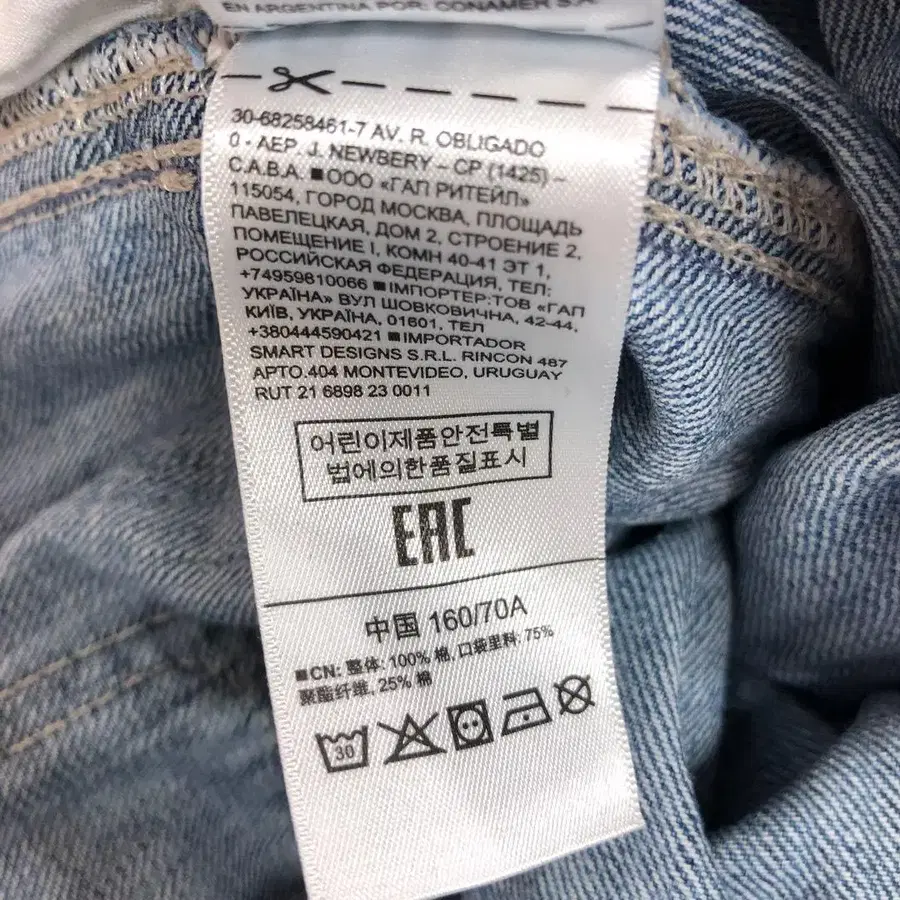 EN ARGENTINA POR: CONAMER S.A.
30-68258461-7 AV. R. OBLIGADO
0 - AEP. J. NEWBERY – CP (1425) –
C.A.B.A. ■ООО «ГАП РИТЕЙЛ»
115054, ГОРОД МОСКВА, ПЛОЩАДЬ
ПАВЕЛЕЦКАЯ, ДОМ 2, СТРОЕНИЕ 2,
ПОМЕЩЕНИЕ I, КОМН 40-41 ЭТ 1,
РОССИЙСКАЯ ФЕДЕРАЦИЯ, ТЕЛ:
+74959810066 ■ІМПОРТЕР:ТОВ «ГАП
УКРАЇНА» ВУЛ ШОВКОВИЧНА, 42-44,
КИЇВ, УКРАЇНА, 01601, ТЕЛ
+380444590421 ■IMPORTADOR
SMART DESIGNS S.R.L. RINCON 487
APTO.404 MONTEVIDEO, URUGUAY
RUT 21 6898 23 0011
어린이제품안전특별
법에의한품질표시
EAC
中国 160/70A
■CN: 整体: 100% 棉, 口袋里料: 75%
聚酯纤维, 25% 棉
30